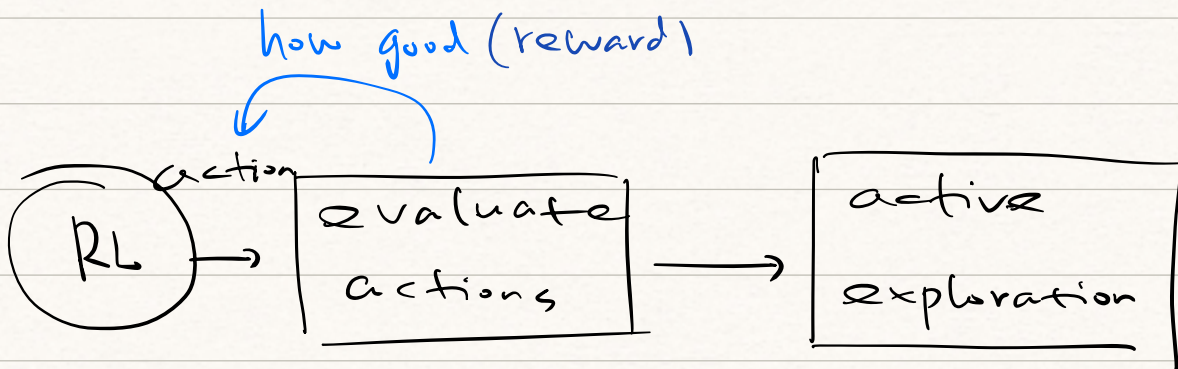 how good (reward)
action
RL
evaluate
actions
active
exploration